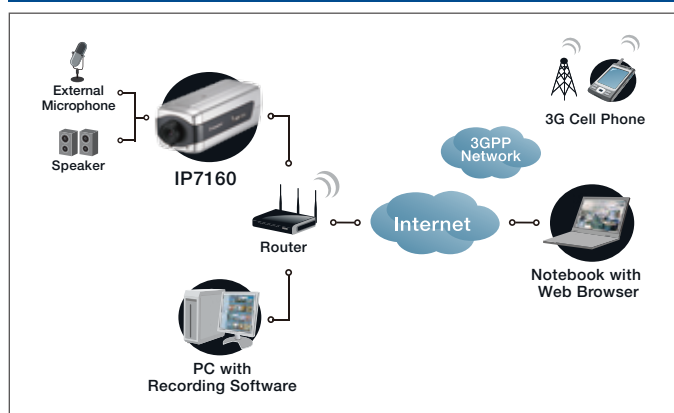 External
Microphone
Speaker
IP7160
3G Cell Phone
3GPP
Network
Internet
Router
Notebook with
Web Browser
PC with
Recording Software